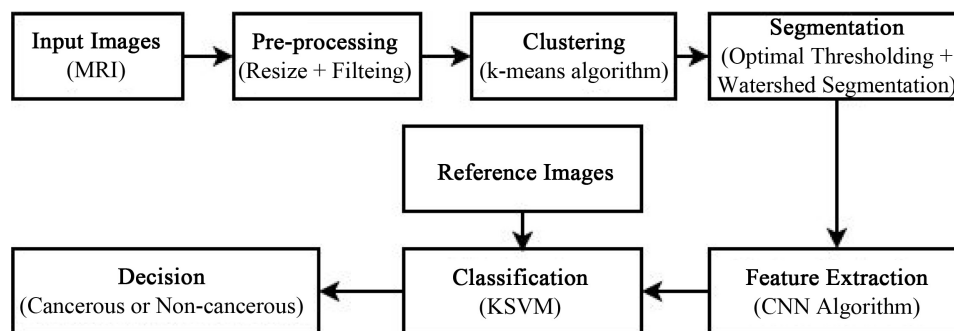 Input Images
(MRI)
Pre-processing
(Resize + Filteing)
Clustering
(k-means algorithm)
Segmentation
(Optimal Thresholding +
Watershed Segmentation)
Reference Images
Decision
(Cancerous or Non-cancerous)
Classification
(KSVM)
Feature Extraction
(CNN Algorithm)